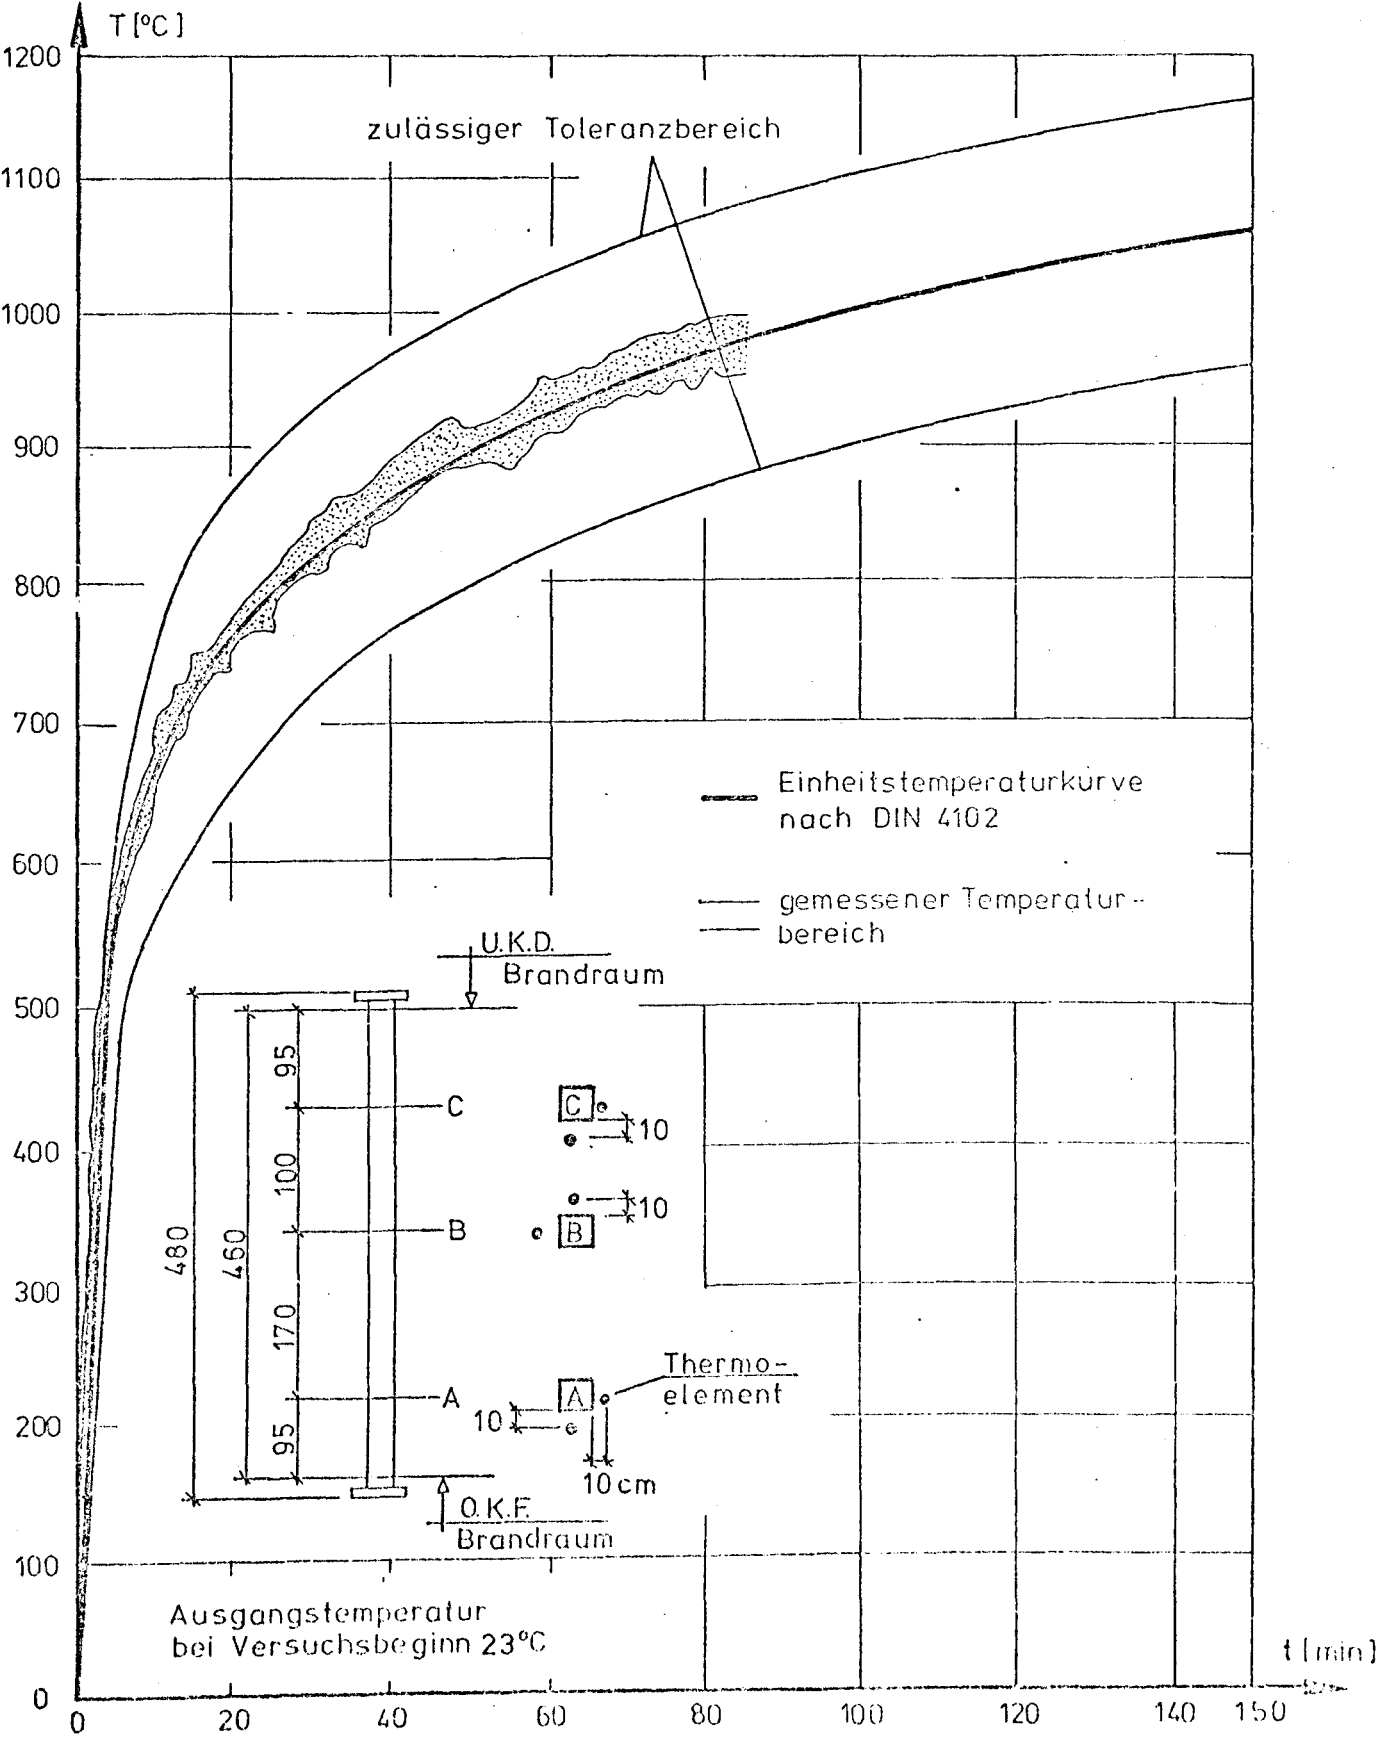 T [°C]
1200
zulässiger Toleranzbereich
1100
1000
900
800
700
Einheitstemperaturkurve
nach DIN 4102
600
gemessener Temperatur-
bereich
U.K.D.
Brandraum
500
95
C
C
10
400
100
10
B
B
480
460
300
170
Thermo-
element
A
A
200
10
95
10 cm
O.K.F.
Brandraum
100
Ausgangstemperatur
bei Versuchsbeginn 23°C
t [min]
0
0
20
40
60
80
100
120
140
150